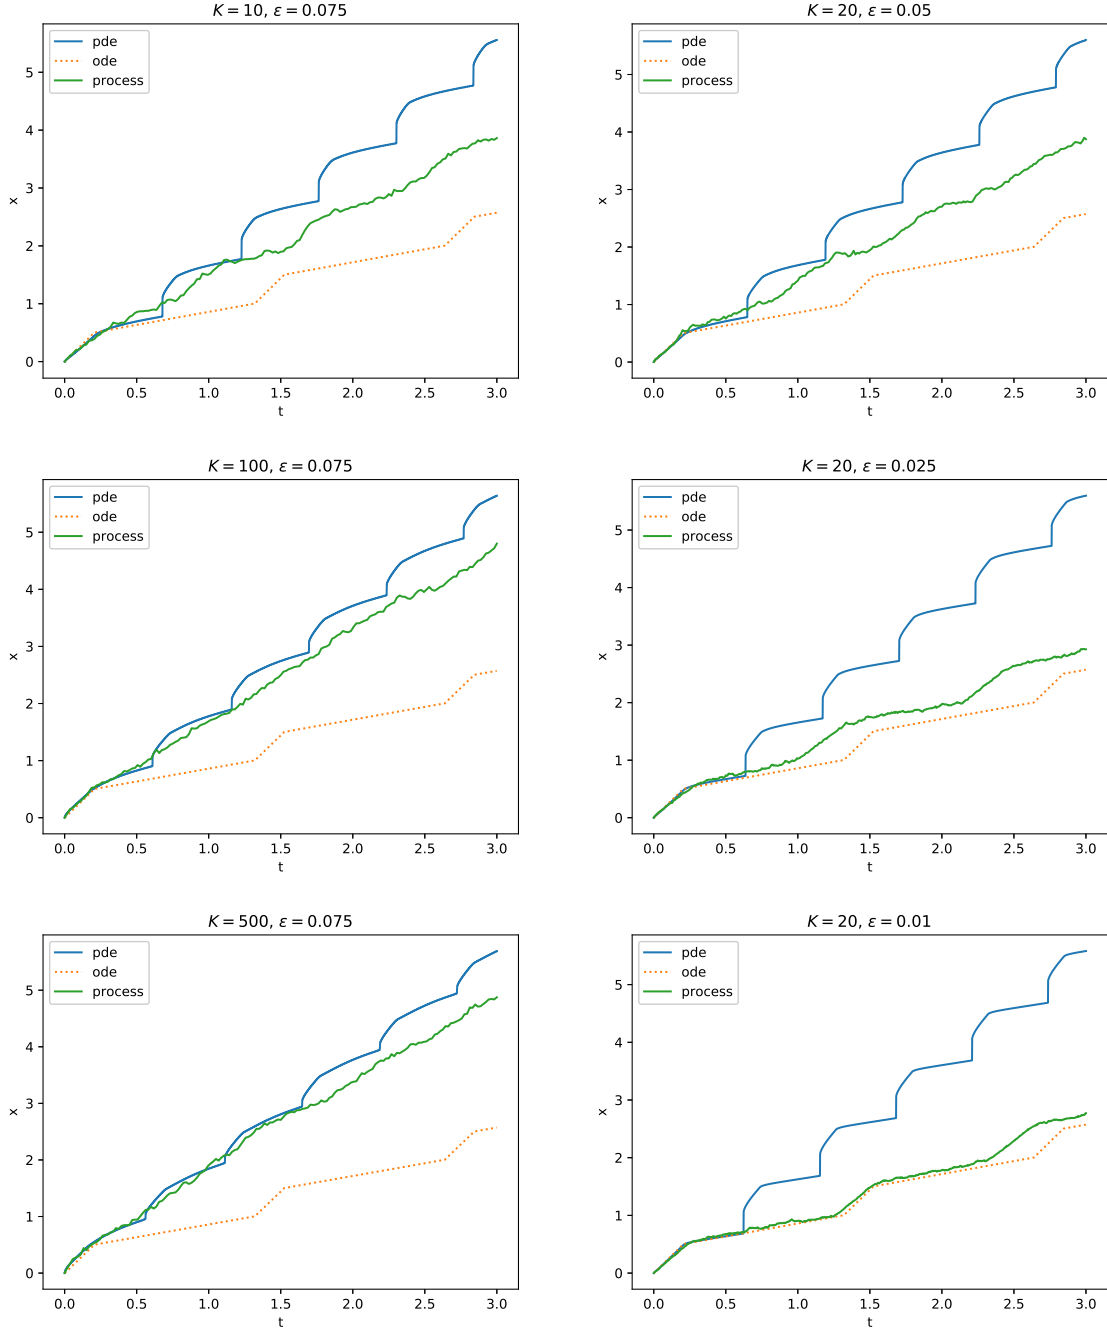 K = 10, ε = 0.075
pde
ode
process
5
4
3
2
1
0
x
0.0 0.5 1.0 1.5 2.0 2.5 3.0
t
K = 20, ε = 0.05
pde
ode
process
5
4
3
2
1
0
x
0.0 0.5 1.0 1.5 2.0 2.5 3.0
t
K = 100, ε = 0.075
pde
ode
process
5
4
3
2
1
0
x
0.0 0.5 1.0 1.5 2.0 2.5 3.0
t
K = 20, ε = 0.025
pde
ode
process
5
4
3
2
1
0
x
0.0 0.5 1.0 1.5 2.0 2.5 3.0
t
K = 500, ε = 0.075
pde
ode
process
5
4
3
2
1
0
x
0.0 0.5 1.0 1.5 2.0 2.5 3.0
t
K = 20, ε = 0.01
pde
ode
process
5
4
3
2
1
0
x
0.0 0.5 1.0 1.5 2.0 2.5 3.0
t